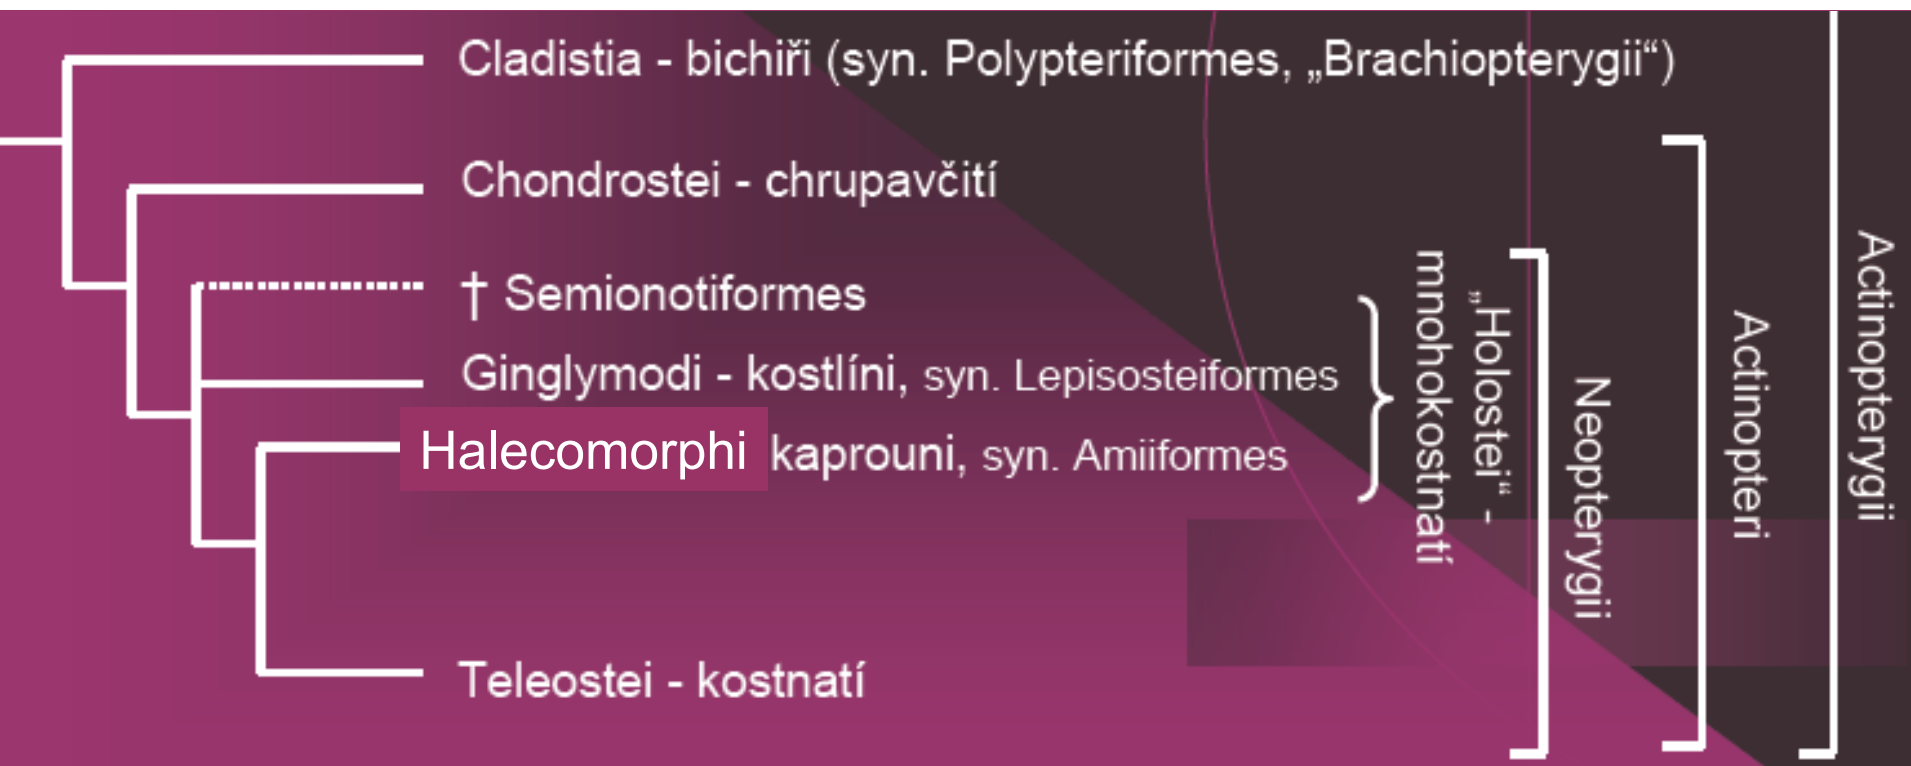 Cladistia - bichiři (syn. Polypteriformes, „Brachiopterygii“)
Chondrostei - chrupavčití
† Semionotiformes
Ginglymodi - kostlíni, syn. Lepisosteiformes
Halecomorphi kaprouni, syn. Amiiformes
Teleostei - kostnatí
„Holostei“ -
mnohokostnatí
Neopterygii
Actinopteri
Actinopterygii